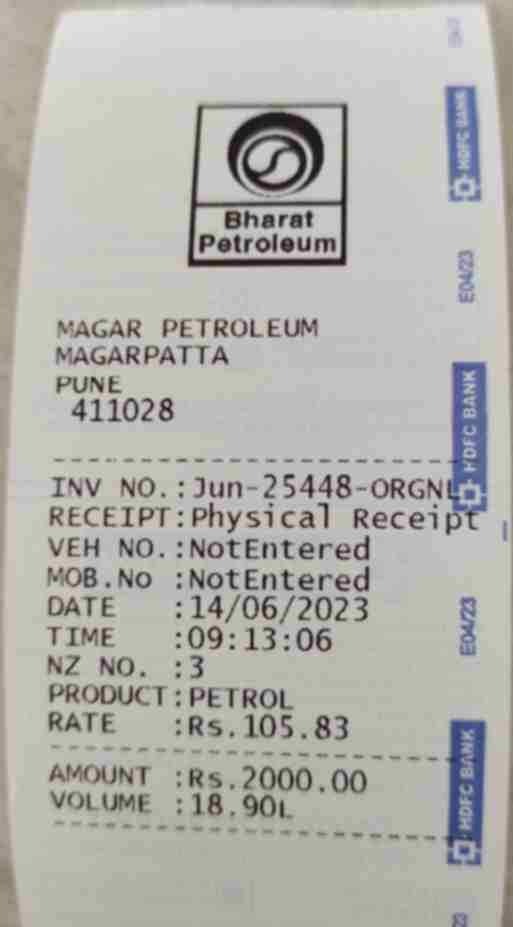 Bharat
Petroleum
MAGAR PETROLEUM
MAGARPATTA
PUNE
411028
INV NO.:Jun-25448-ORGNL
RECEIPT:Physical Receipt
VEH NO.:NotEntered
MOB.No :NotEntered
DATE :14/06/2023
TIME :09:13:06
NZ NO. :3
PRODUCT:PETROL
RATE :Rs.105.83
AMOUNT :Rs.2000.00
VOLUME :18.90L
HDFC BANK
E04/23
HDFC BANK
E04/23
HDFC BANK
23